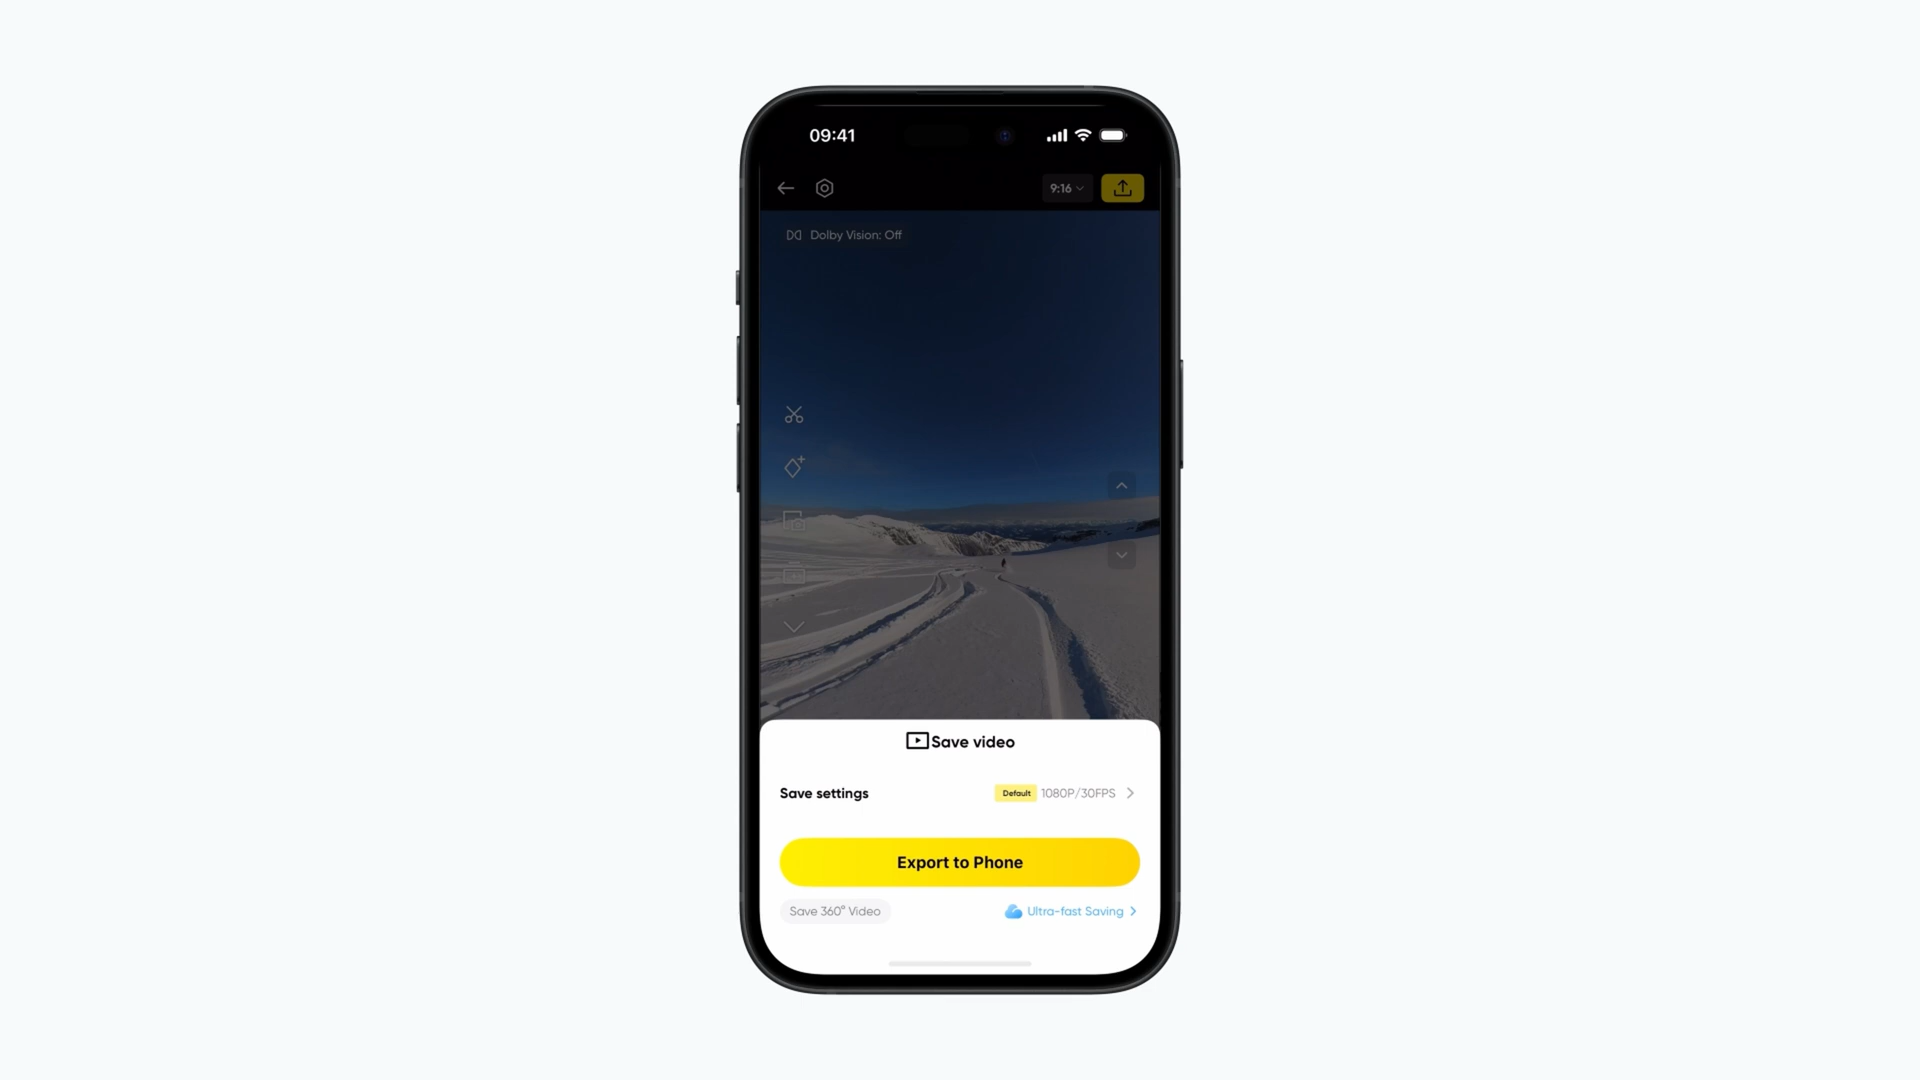 09:41
9:16
Dolby Vision: Off
Save video
Save settings
Default 1080P/30FPS
Export to Phone
Save 360° Video
Ultra-fast Saving